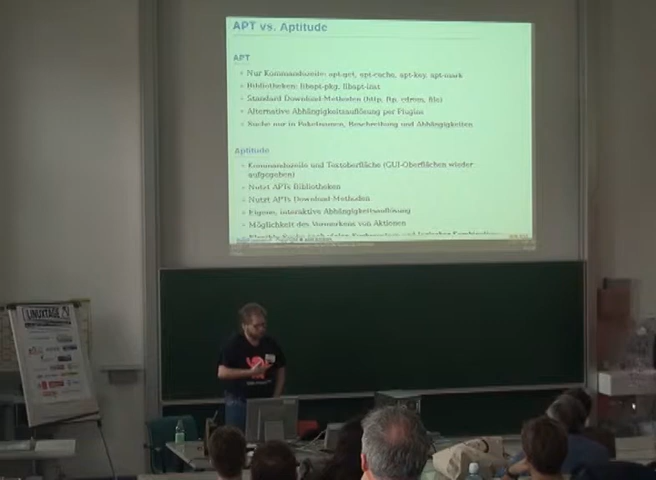 APT vs. Aptitude
APT
Nur Kommandozeile: apt-get, apt-cache, apt-key, apt-mark
Bibliotheken: libapt-pkg, libapt-inst
Standard Download-Methoden (http, ftp, cdrom, file)
Alternative Abhängigkeitsauflösung per Plugins
Suche nur in Paketnamen, Beschreibung und Abhängigkeiten
Aptitude
Kommandozeile und Textoberfläche (GUI-Oberflächen wieder
aufgegeben)
Nutzt APTs Bibliotheken
Nutzt APTs Download-Methoden
Eigene, interaktive Abhängigkeitsauflösung
Möglichkeit des Vormerkens von Aktionen
LINUXTAGE